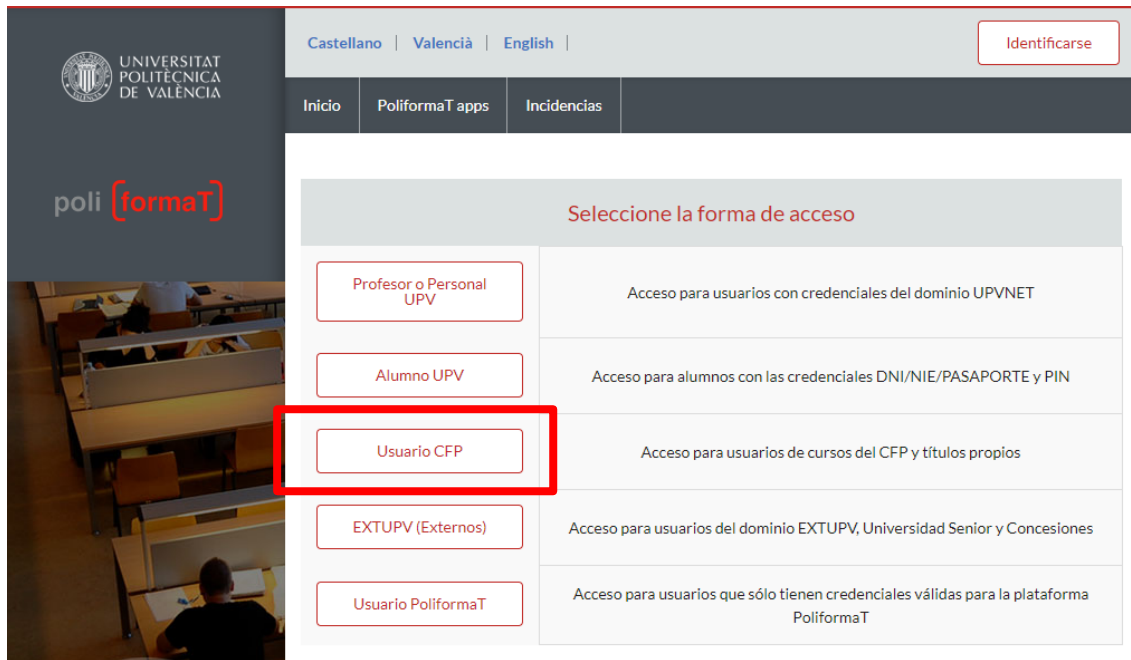 UNIVERSITAT
POLITÈCNICA
DE VALÈNCIA
poli [formaT]
Castellano | Valencià | English |
Identificarse
Inicio
PoliformaT apps
Incidencias
Seleccione la forma de acceso
Profesor o Personal
UPV
Acceso para usuarios con credenciales del dominio UPVNET
Alumno UPV
Acceso para alumnos con las credenciales DNI/NIE/PASAPORTE y PIN
Usuario CFP
Acceso para usuarios de cursos del CFP y títulos propios
EXTUPV (Externos)
Acceso para usuarios del dominio EXTUPV, Universidad Senior y Concesiones
Usuario PoliformaT
Acceso para usuarios que sólo tienen credenciales válidas para la plataforma
PoliformaT